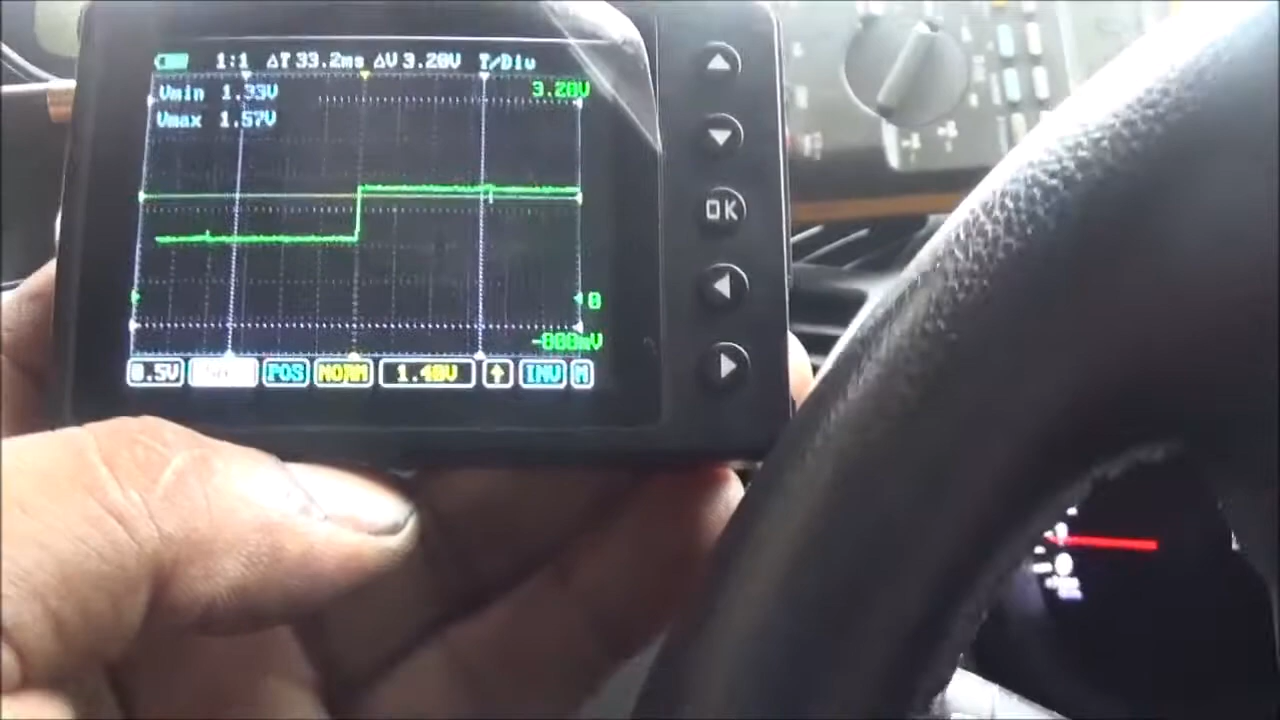 1:1 ΔT 33.2ms ΔV 3.20V T/Div
Vmin 1.33V 3.20V
Vmax 1.57V
OK
0
-800mV
0.5V POS NORM 1.40V ↑ INV M